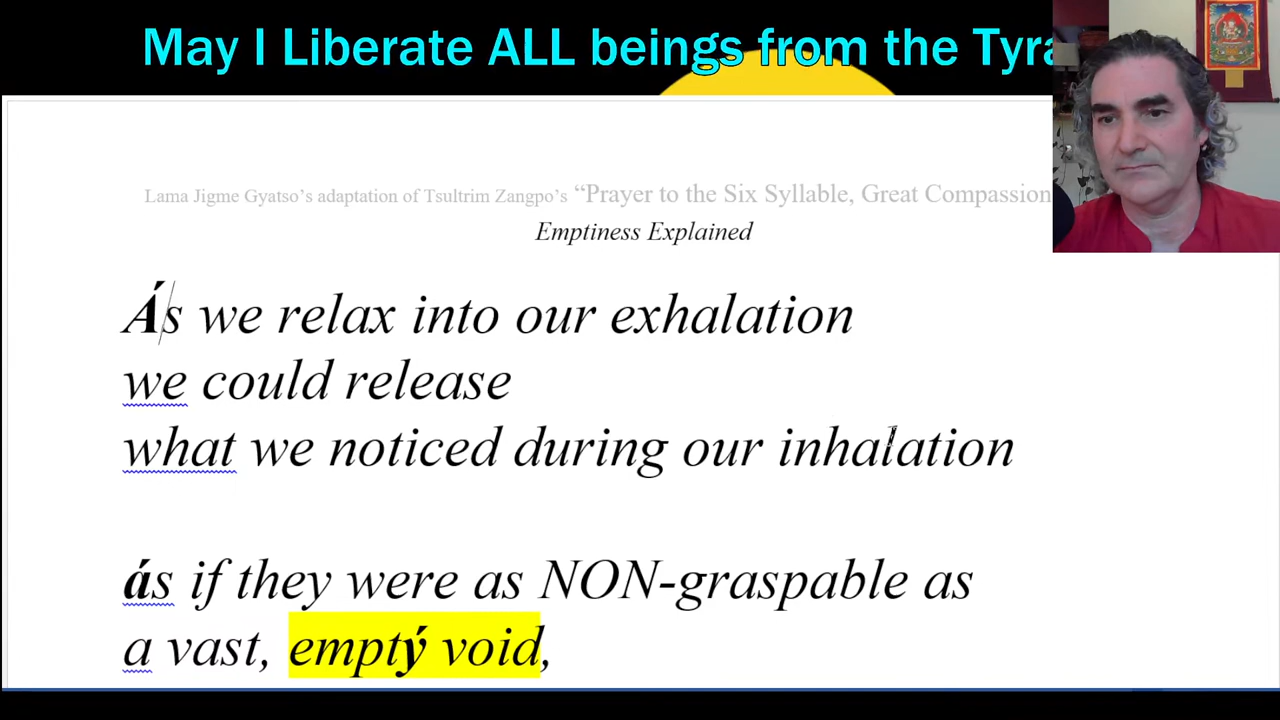 May I Liberate ALL beings from the
Lama Jigme Gyatso’s adaptation of Tsultrim Zangpo’s “Prayer to the Six Syllable, Great Compassion
Emptiness Explained
Ás we relax into our exhalation
we could release
what we noticed during our inhalation
ás if they were as NON-graspable as
a vast, emptý void,